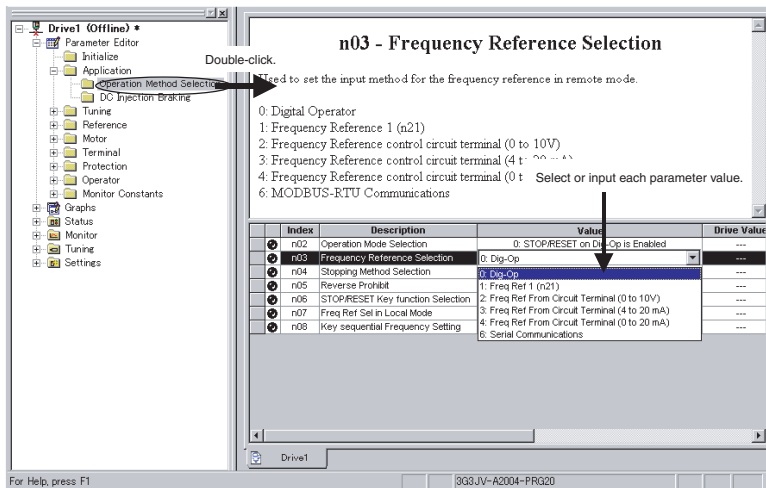 Drive1 (Offline) *
Parameter Editor
Initialize
Application
Operation Method Selection
DC Injection Braking
Tuning
Reference
Motor
Terminal
Protection
Operator
Monitor Constants
Graphs
Status
Monitor
Tuning
Settings
Double-click.
n03 - Frequency Reference Selection
Used to set the input method for the frequency reference in remote mode.
0: Digital Operator
1: Frequency Reference 1 (n21)
2: Frequency Reference control circuit terminal (0 to 10V)
3: Frequency Reference control circuit terminal (4 t
4: Frequency Reference control circuit terminal (0 t
6: MODBUS-RTU Communications
Select or input each parameter value.
Index Description Value Drive Value
n02 Operation Mode Selection 0: STOP/RESET on Dig-Op is Enabled ---
n03 Frequency Reference Selection 0: Dig-Op ---
n04 Stopping Method Selection ---
n05 Reverse Prohibit ---
n06 STOP/RESET Key function Selection ---
n07 Freq Ref Sel in Local Mode ---
n08 Key sequential Frequency Setting ---
0: Dig-Op
1: Freq Ref 1 (n21)
2: Freq Ref From Circuit Terminal (0 to 10V)
3: Freq Ref From Circuit Terminal (4 to 20 mA)
4: Freq Ref From Circuit Terminal (0 to 20 mA)
6: Serial Communications
Drive1
For Help, press F1
3G3JV-A2004-PRG20